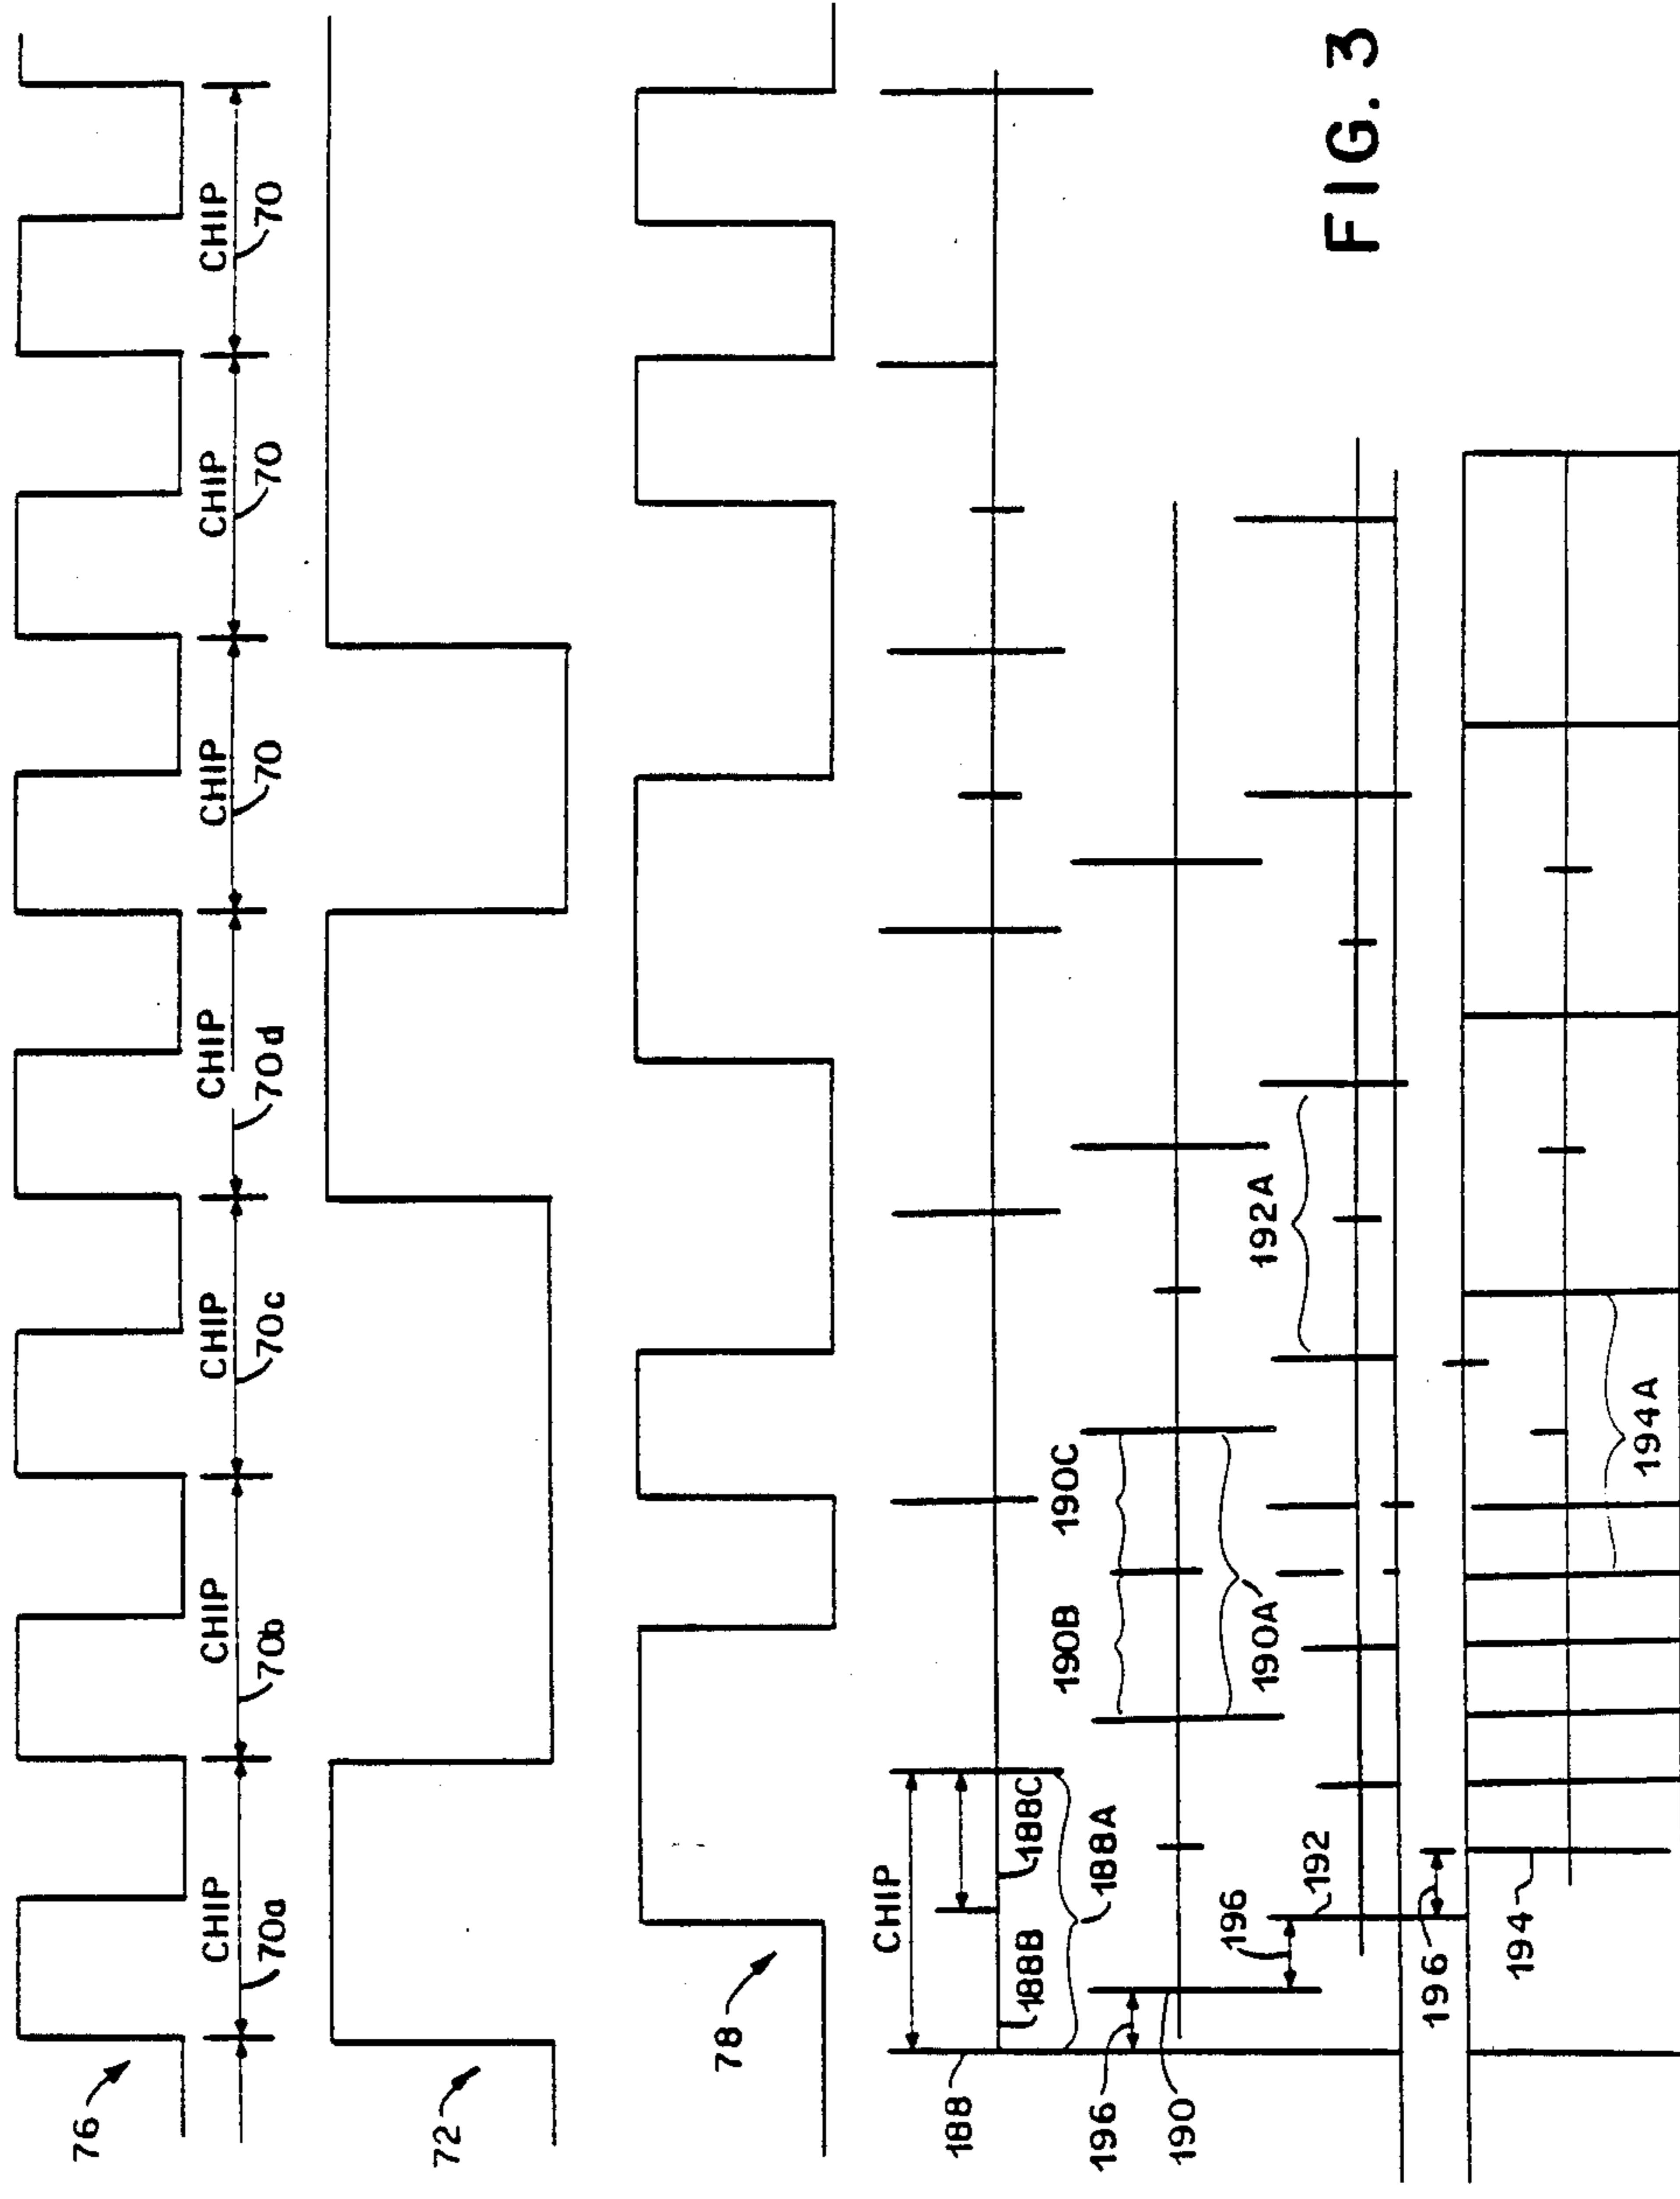 76
CHIP
70a
CHIP
70b
CHIP
70c
CHIP
70d
CHIP
70
CHIP
70
CHIP
70
72
78
188
CHIP
188B
188C
188A
196
190
190B
190C
190A
196
192
192A
196
194
194A
FIG. 3